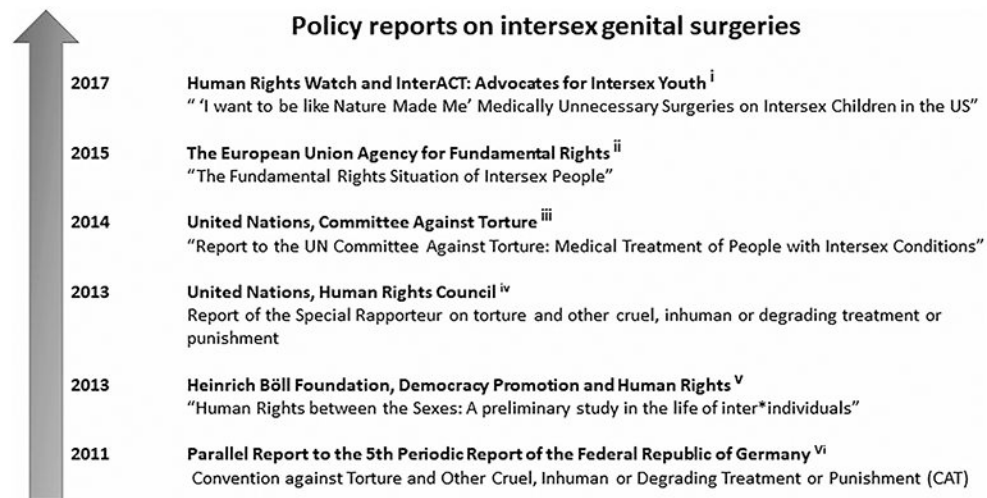 Policy reports on intersex genital surgeries
2017 Human Rights Watch and InterACT: Advocates for Intersex Youth i
“ ‘I want to be like Nature Made Me’ Medically Unnecessary Surgeries on Intersex Children in the US”
2015 The European Union Agency for Fundamental Rights ii
“The Fundamental Rights Situation of Intersex People”
2014 United Nations, Committee Against Torture iii
“Report to the UN Committee Against Torture: Medical Treatment of People with Intersex Conditions”
2013 United Nations, Human Rights Council iv
Report of the Special Rapporteur on torture and other cruel, inhuman or degrading treatment or
punishment
2013 Heinrich Böll Foundation, Democracy Promotion and Human Rights V
“Human Rights between the Sexes: A preliminary study in the life of inter*individuals”
2011 Parallel Report to the 5th Periodic Report of the Federal Republic of Germany Vi
Convention against Torture and Other Cruel, Inhuman or Degrading Treatment or Punishment (CAT)